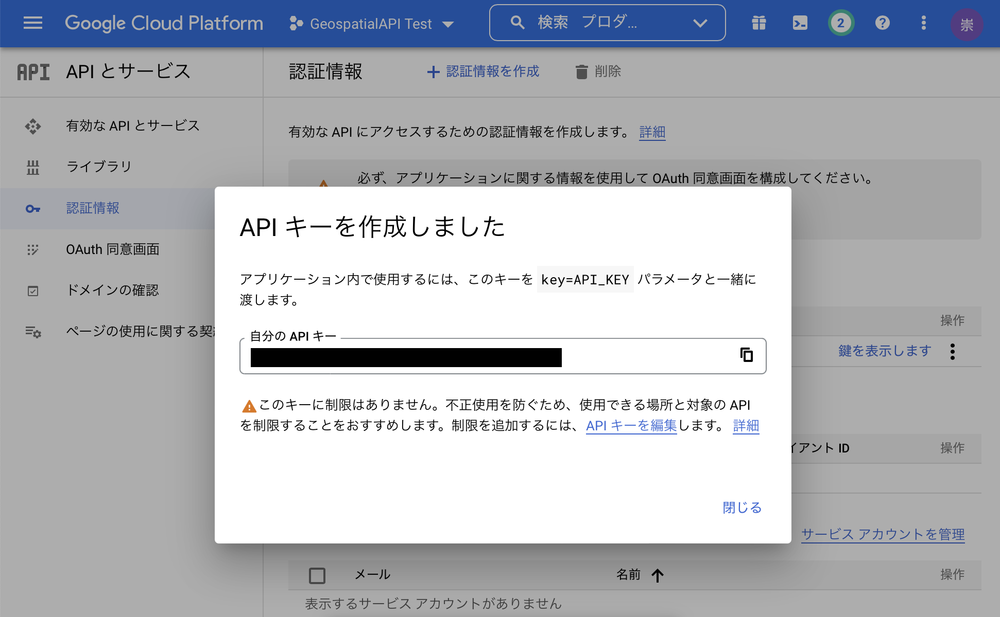 Google Cloud Platform
GeospatialAPI Test
検索 プロダ...
2
?
崇
API
API とサービス
認証情報
認証情報を作成
削除
有効な API とサービス
ライブラリ
認証情報
OAuth 同意画面
ドメインの確認
ページの使用に関する契
有効な API にアクセスするための認証情報を作成します。 詳細
必ず、アプリケーションに関する情報を使用して OAuth 同意画面を構成してください。
API キーを作成しました
アプリケーション内で使用するには、このキーを key=API_KEY パラメータと一緒に
渡します。
自分の API キー
このキーに制限はありません。不正使用を防ぐため、使用できる場所と対象の API
を制限することをおすすめします。制限を追加するには、API キーを編集します。 詳細
閉じる
操作
鍵を表示します
イアント ID
操作
サービス アカウントを管理
メール
名前
操作
表示するサービス アカウントがありません